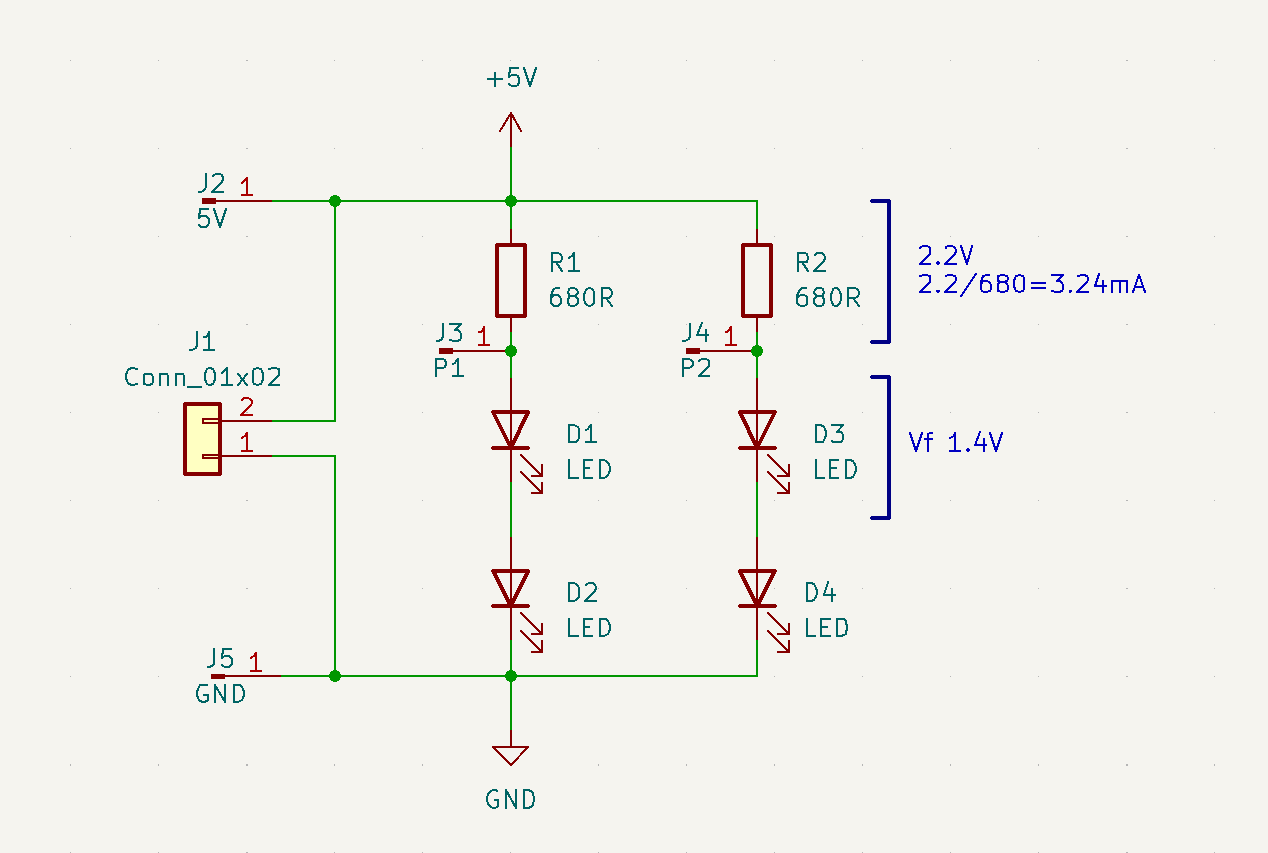 +5V
J2 1
5V
R1
680R
R2
680R
2.2V
2.2/680=3.24mA
J3 1
P1
J4 1
P2
J1
Conn_01x02
2
1
D1
LED
D3
LED
Vf 1.4V
D2
LED
D4
LED
J5 1
GND
GND